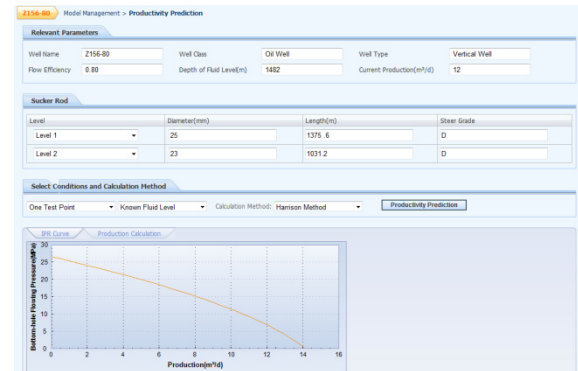 Z156-80 Model Management > Productivity Prediction
Relevant Parameters
Well Name Z156-80 Well Class Oil Well Well Type Vertical Well
Flow Efficiency 0.80 Depth of Fluid Level(m) 1482 Current Production(m³/d) 12
Sucker Rod
Level Diameter(mm) Length(m) Steer Grade
Level 1 25 1375 .6 D
Level 2 23 1031.2 D
Select Conditions and Calculation Method
One Test Point Known Fluid Level Calculation Method: Harrison Method Productivity Prediction
IPR Curve Production Calculation
Bottom-hole Flowing Pressure(MPa)
30
25
20
15
10
5
0
0 2 4 6 8 10 12 14 16
Production(m³/d)